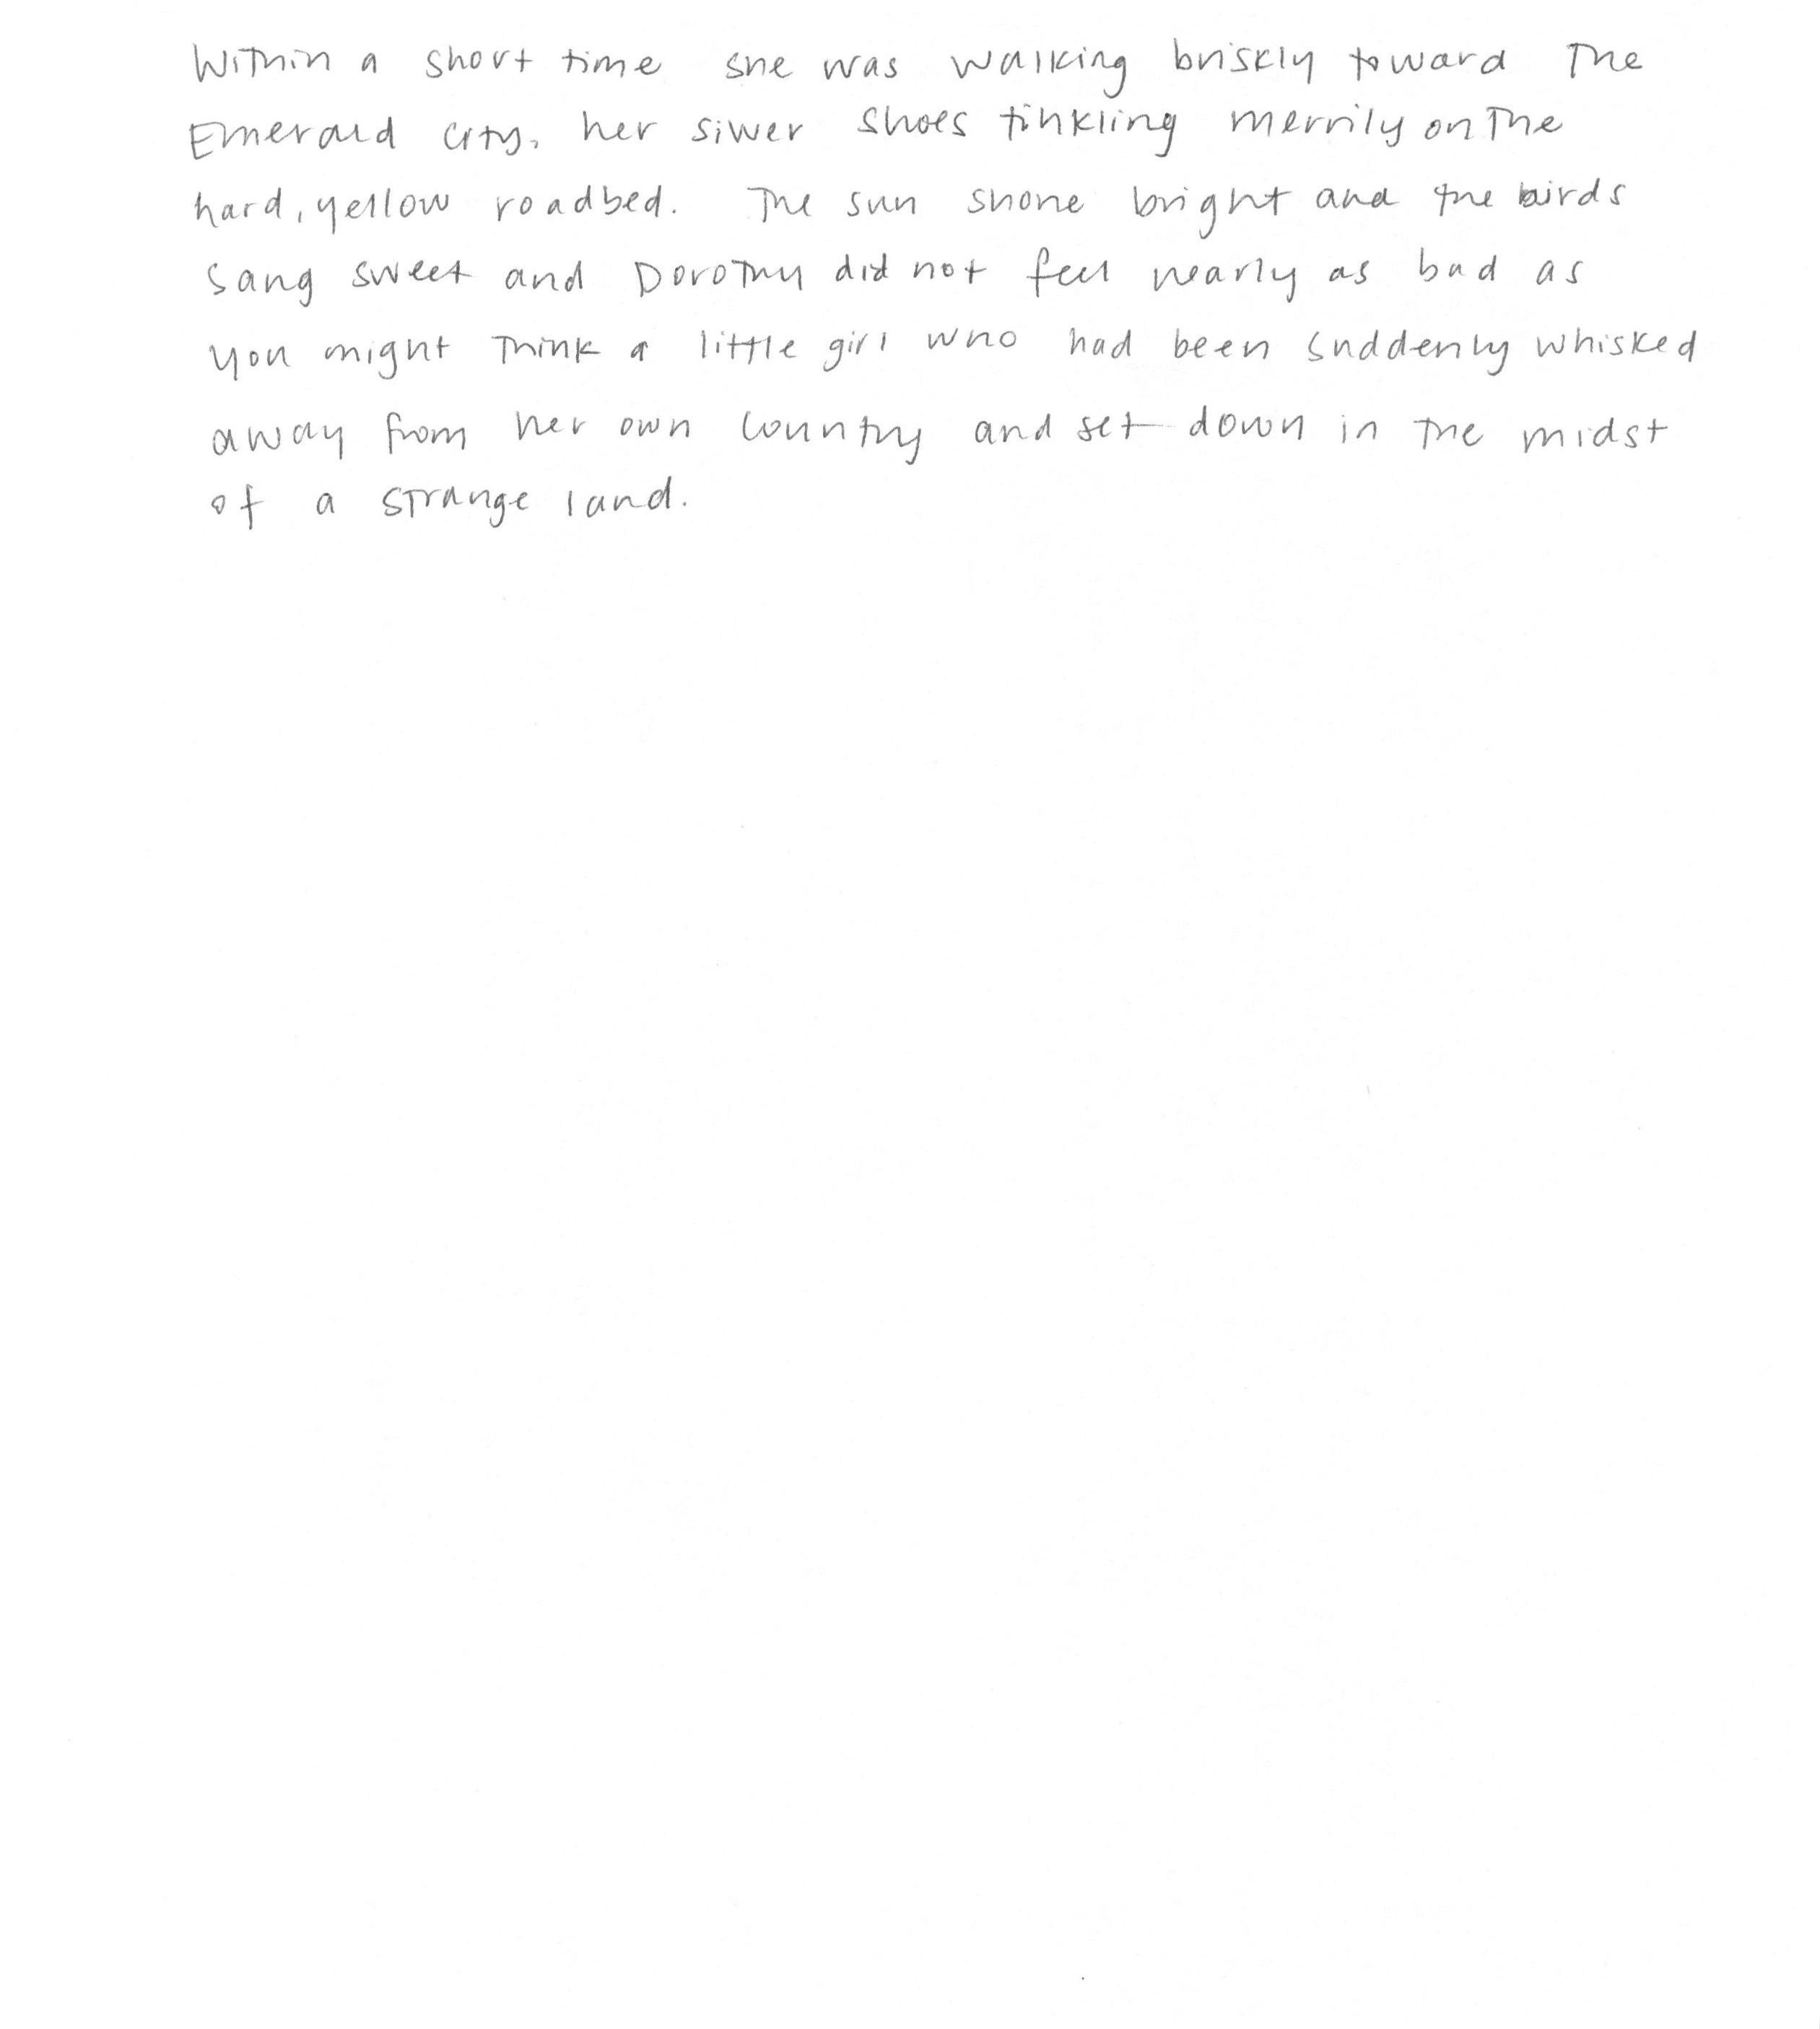 Within a short time she was walking briskly toward the
Emerald City, her silver shoes tinkling merrily on the
hard, yellow roadbed. The sun shone bright and the birds
sang sweet and Dorothy did not feel nearly as bad as
you might think a little girl who had been suddenly whisked
away from her own country and set down in the midst
of a strange land.